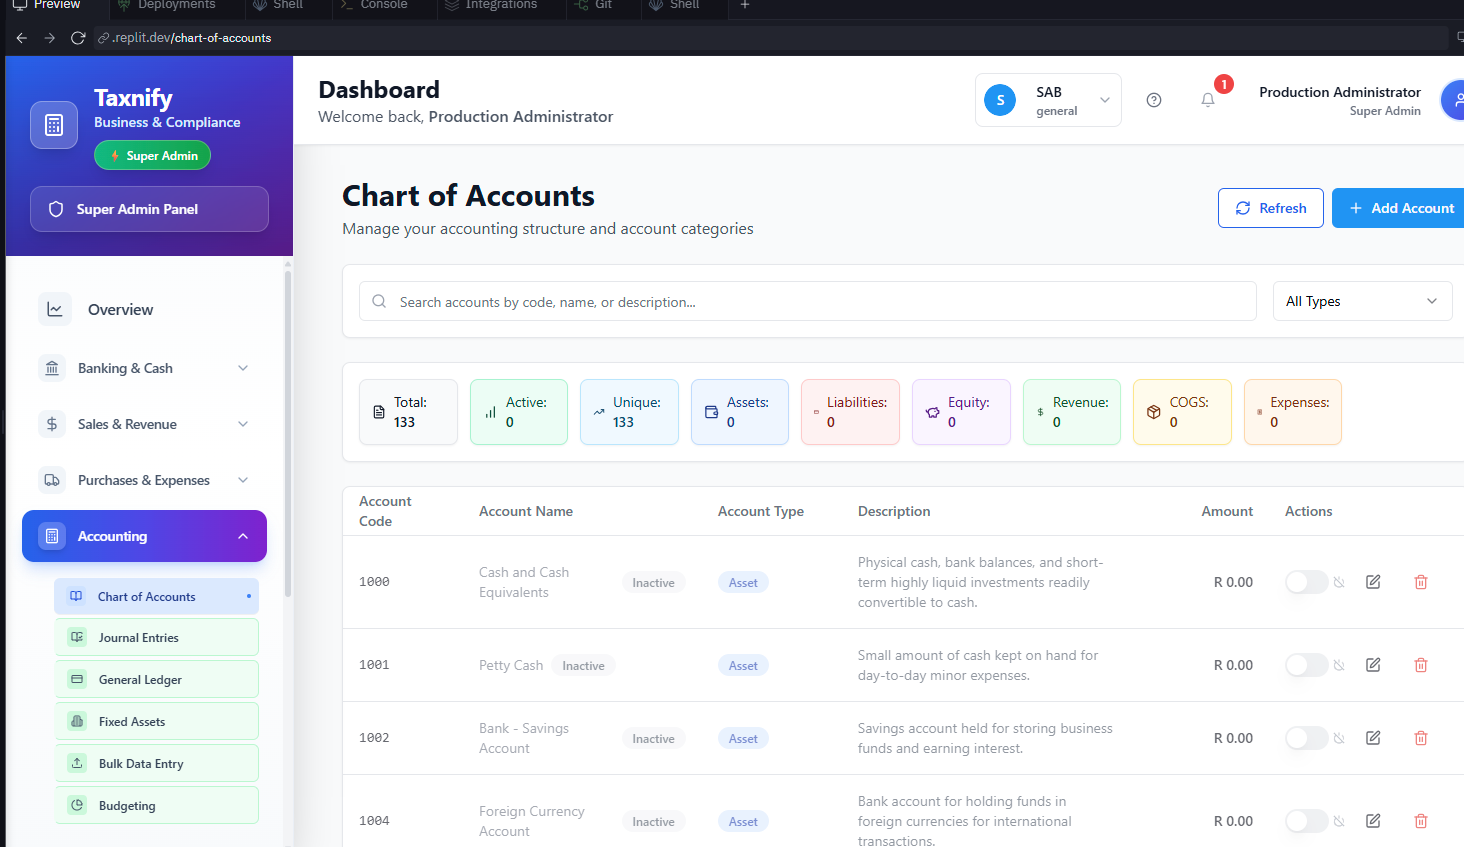 Preview
Deployments
Shell
Console
Integrations
Git
Shell
.replit.dev/chart-of-accounts
Taxnify
Business & Compliance
Super Admin
Super Admin Panel
Overview
Banking & Cash
Sales & Revenue
Purchases & Expenses
Accounting
Chart of Accounts
Journal Entries
General Ledger
Fixed Assets
Bulk Data Entry
Budgeting
Dashboard
Welcome back, Production Administrator
S
SAB
general
1
Production Administrator
Super Admin
Chart of Accounts
Manage your accounting structure and account categories
Refresh
Add Account
Search accounts by code, name, or description...
All Types
Total:
133
Active:
0
Unique:
133
Assets:
0
Liabilities:
0
Equity:
0
Revenue:
0
COGS:
0
Expenses:
0
Account
Code
Account Name
Account Type
Description
Amount
Actions
1000
Cash and Cash
Equivalents
Inactive
Asset
Physical cash, bank balances, and short-
term highly liquid investments readily
convertible to cash.
R 0.00
1001
Petty Cash
Inactive
Asset
Small amount of cash kept on hand for
day-to-day minor expenses.
R 0.00
1002
Bank - Savings
Account
Inactive
Asset
Savings account held for storing business
funds and earning interest.
R 0.00
1004
Foreign Currency
Account
Inactive
Asset
Bank account for holding funds in
foreign currencies for international
transactions.
R 0.00